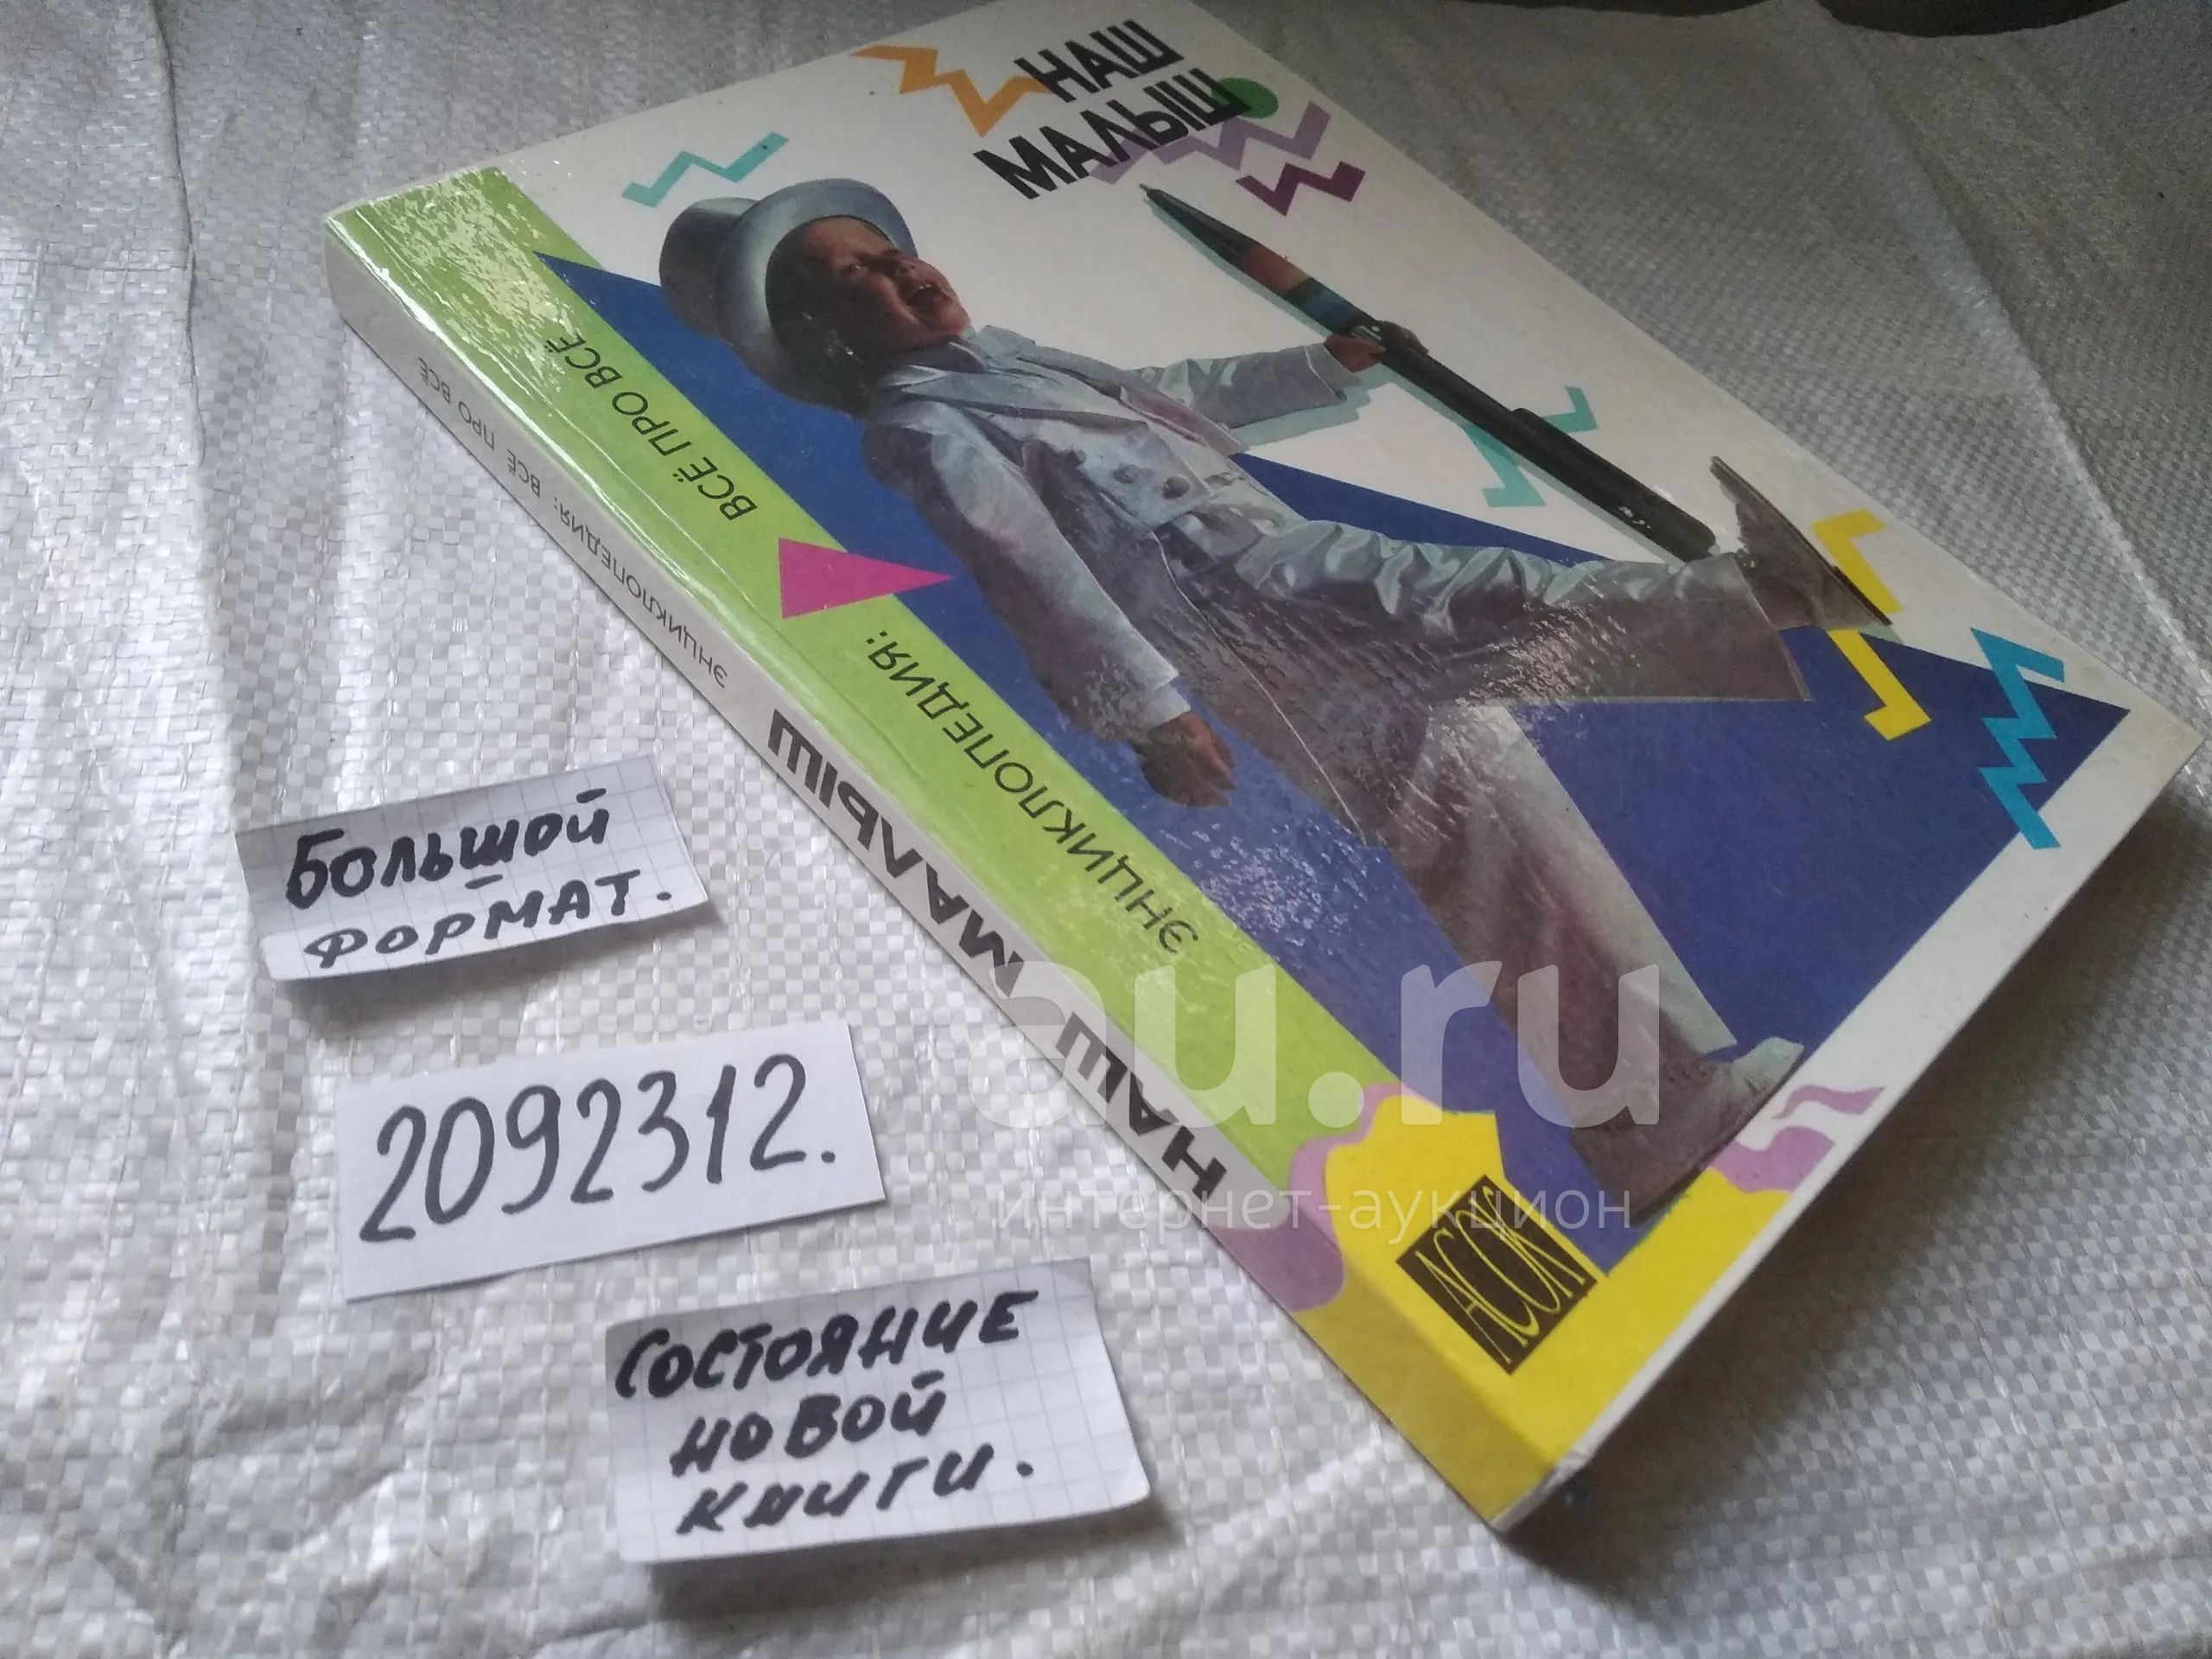 НАШ
МАЛЫШ
ЭНЦИКЛОПЕДИЯ:
ВСЁ ПРО ВСЁ
НАШ МАЛЫШ ЭНЦИКЛОПЕДИЯ: ВСЁ ПРО ВСЁ
АСОК
БОЛЬШОЙ
ФОРМАТ.
2092312.
СОСТОЯНИЕ
НОВОЙ
КНИГИ.
au.ru
интернет-аукцион